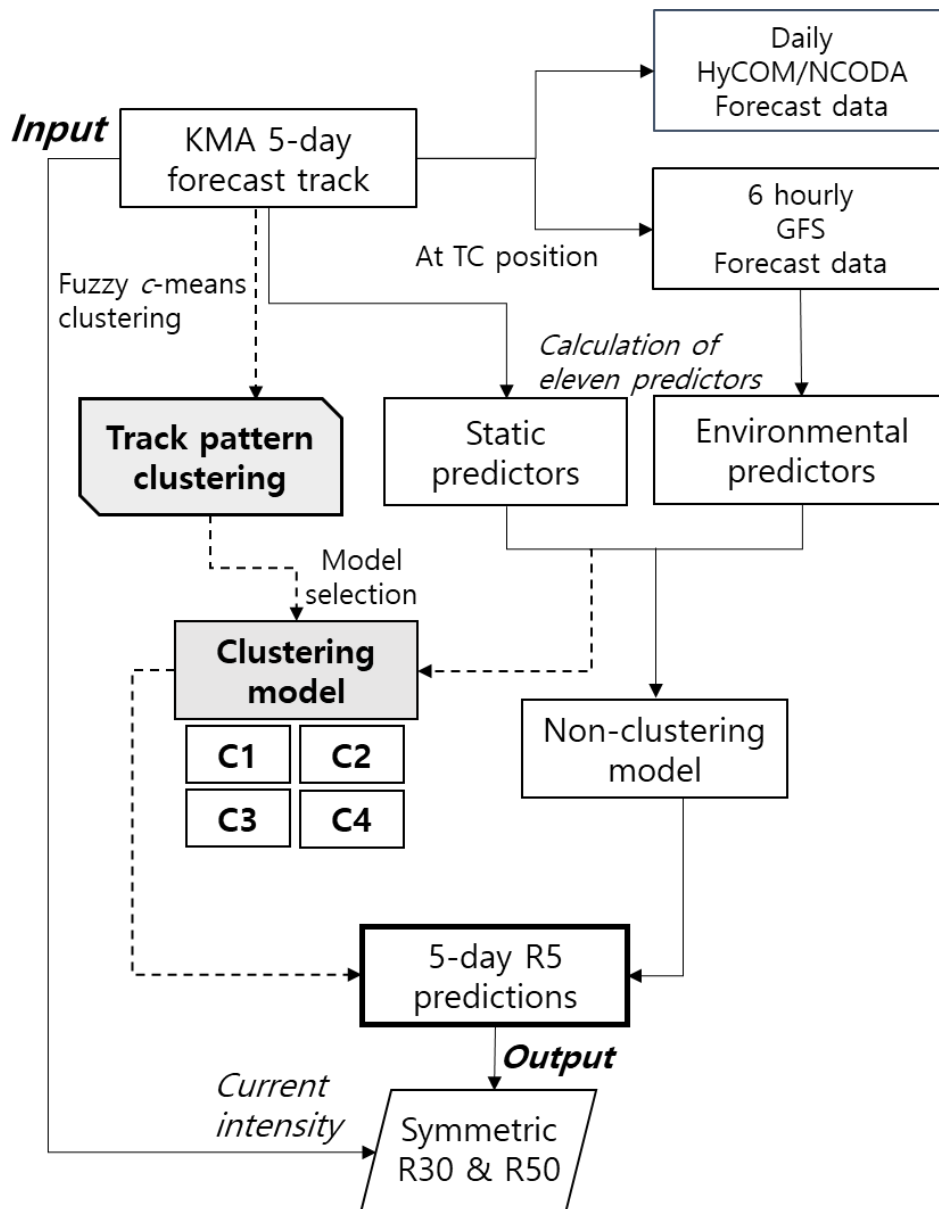 Daily
HyCOM/NCODA
Forecast data
Input
KMA 5-day
forecast track
6 hourly
GFS
Forecast data
At TC position
Fuzzy c-means
clustering
Calculation of
eleven predictors
Track pattern
clustering
Static
predictors
Environmental
predictors
Model
selection
Clustering
model
C1
C2
C3
C4
Non-clustering
model
5-day R5
predictions
Output
Current
intensity
Symmetric
R30 & R50